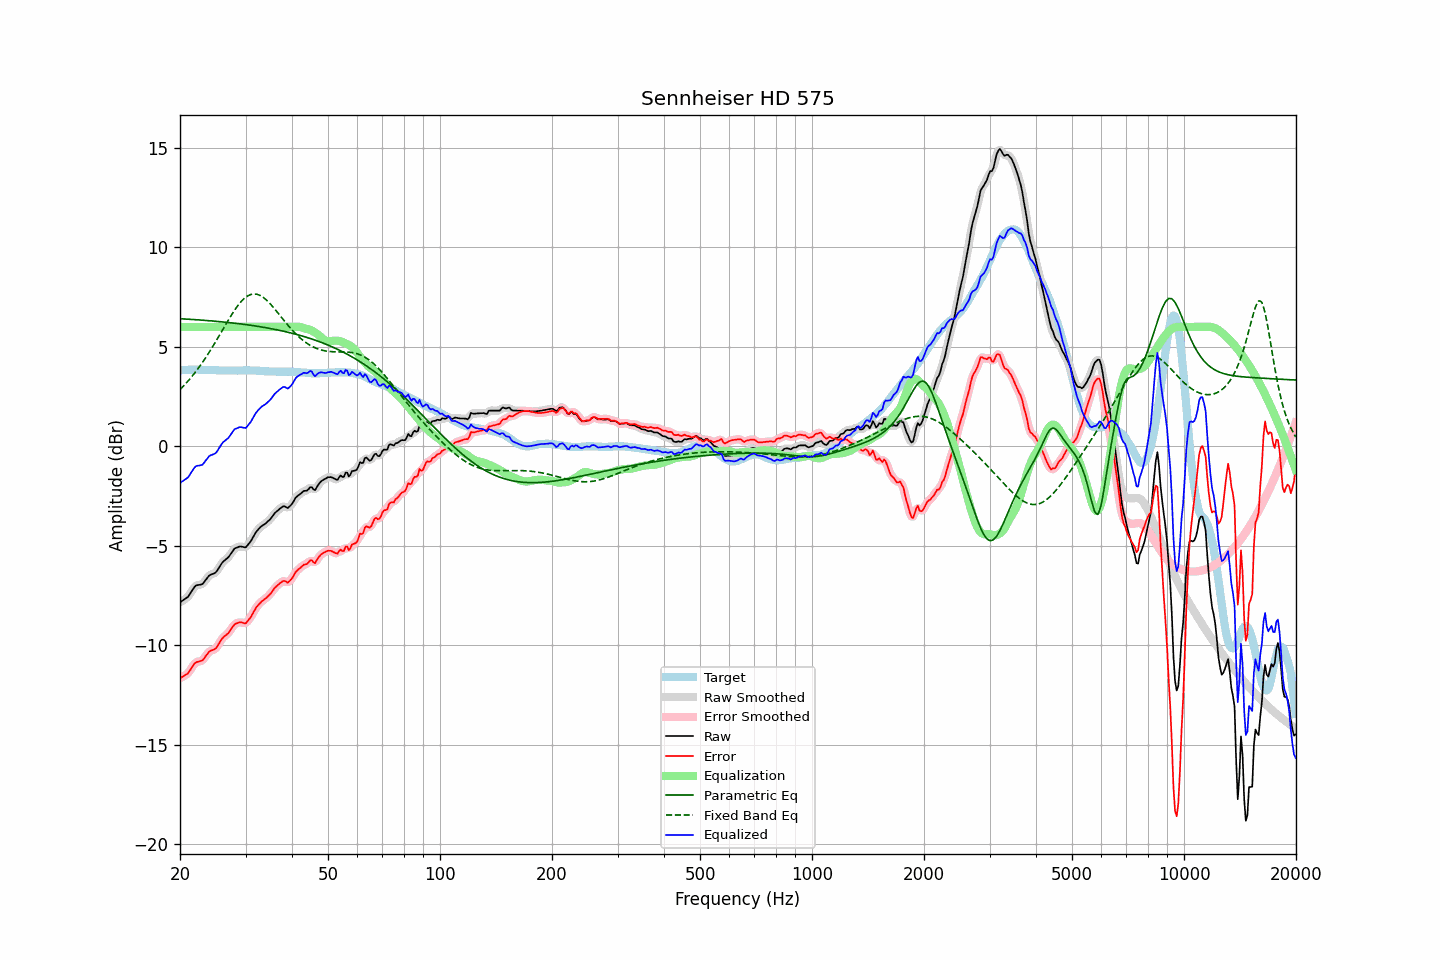 Sennheiser HD 575
Amplitude (dBr)
15
10
5
0
−5
−10
−15
−20
Target
Raw Smoothed
Error Smoothed
Raw
Error
Equalization
Parametric Eq
Fixed Band Eq
Equalized
20
50
100
200
500
1000
2000
5000
10000
20000
Frequency (Hz)